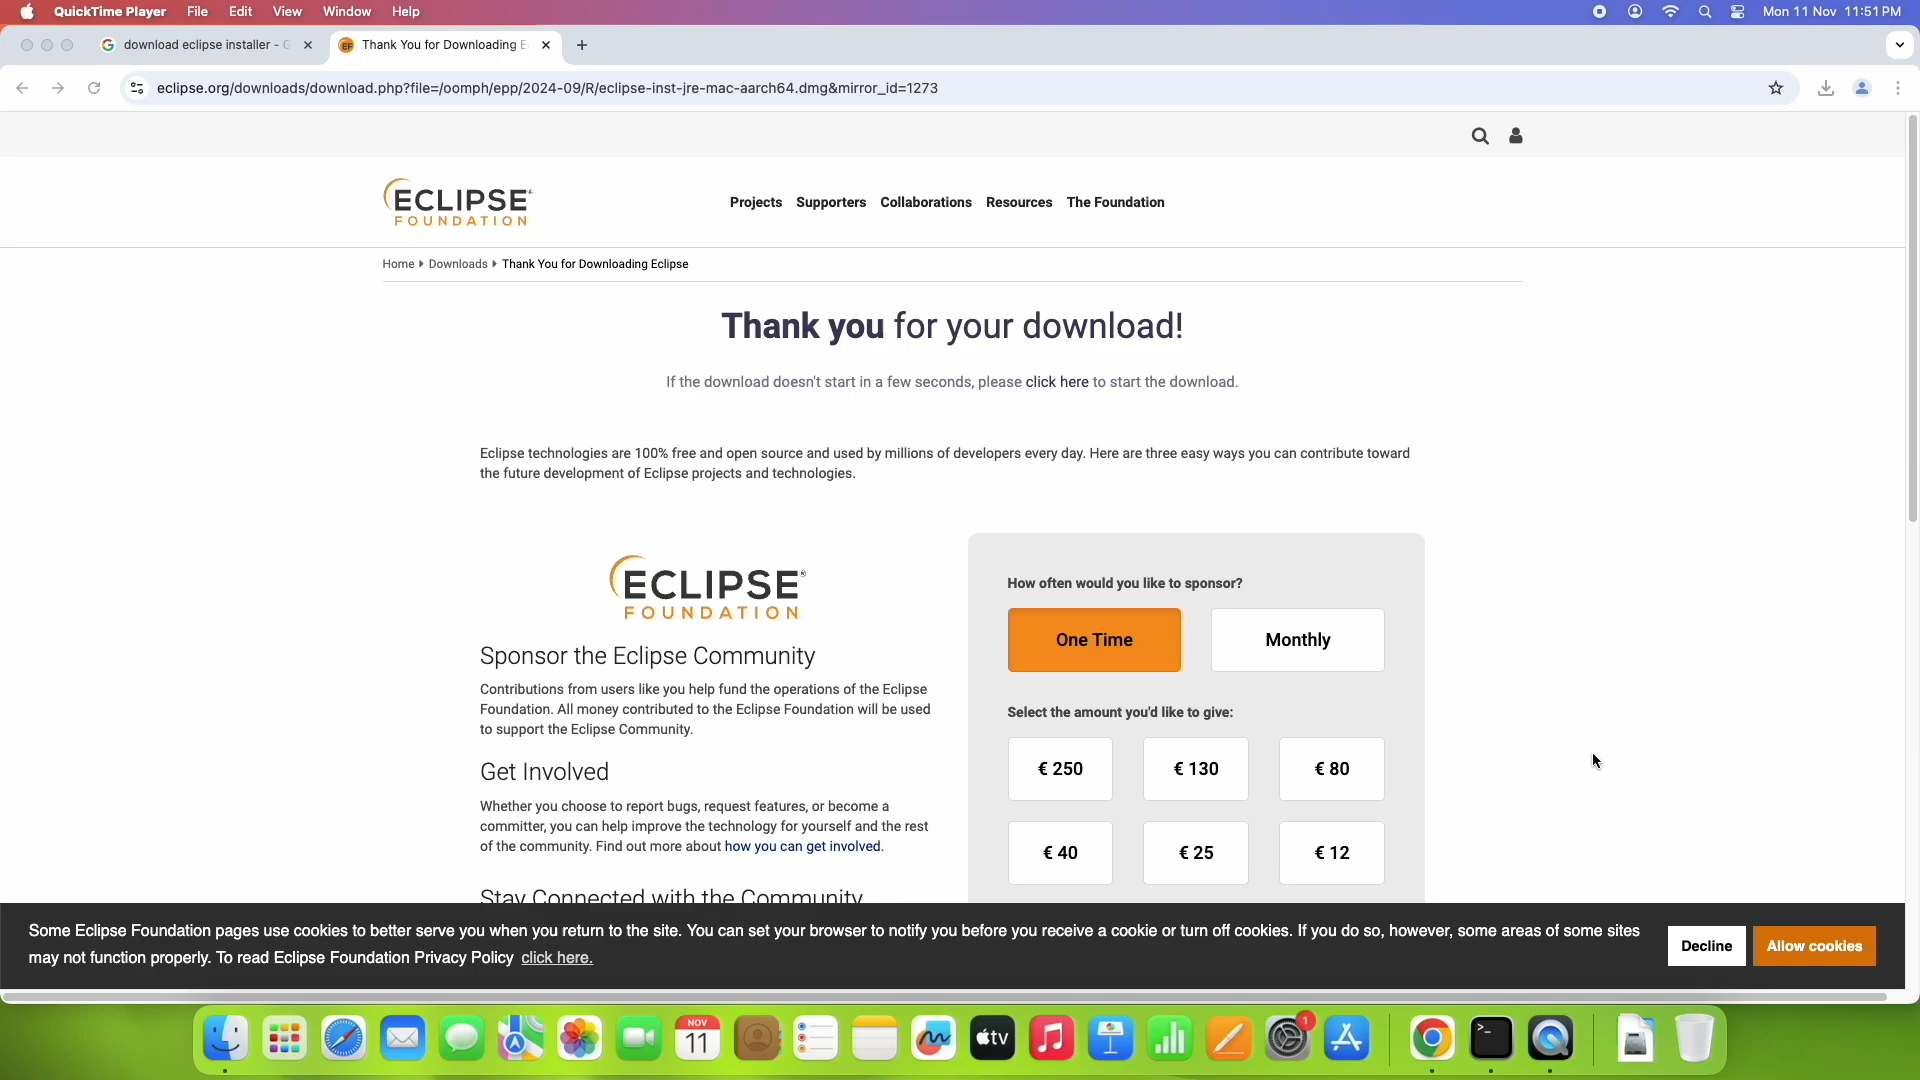 QuickTime Player File Edit View Window Help Mon 11 Nov 11:51 PM
download eclipse installer - G Thank You for Downloading E
eclipse.org/downloads/download.php?file=/oomph/epp/2024-09/R/eclipse-inst-jre-mac-aarch64.dmg&mirror_id=1273
ECLIPSE
FOUNDATION
Projects Supporters Collaborations Resources The Foundation
Home Downloads Thank You for Downloading Eclipse
Thank you for your download!
If the download doesn't start in a few seconds, please click here to start the download.
Eclipse technologies are 100% free and open source and used by millions of developers every day. Here are three easy ways you can contribute toward
the future development of Eclipse projects and technologies.
ECLIPSE®
FOUNDATION
Sponsor the Eclipse Community
Contributions from users like you help fund the operations of the Eclipse
Foundation. All money contributed to the Eclipse Foundation will be used
to support the Eclipse Community.
Get Involved
Whether you choose to report bugs, request features, or become a
committer, you can help improve the technology for yourself and the rest
of the community. Find out more about how you can get involved.
Stay Connected with the Community
How often would you like to sponsor?
One Time Monthly
Select the amount you'd like to give:
€ 250 € 130 € 80
€ 40 € 25 € 12
Some Eclipse Foundation pages use cookies to better serve you when you return to the site. You can set your browser to notify you before you receive a cookie or turn off cookies. If you do so, however, some areas of some sites
may not function properly. To read Eclipse Foundation Privacy Policy click here.
Decline Allow cookies
NOV
11
tv
1